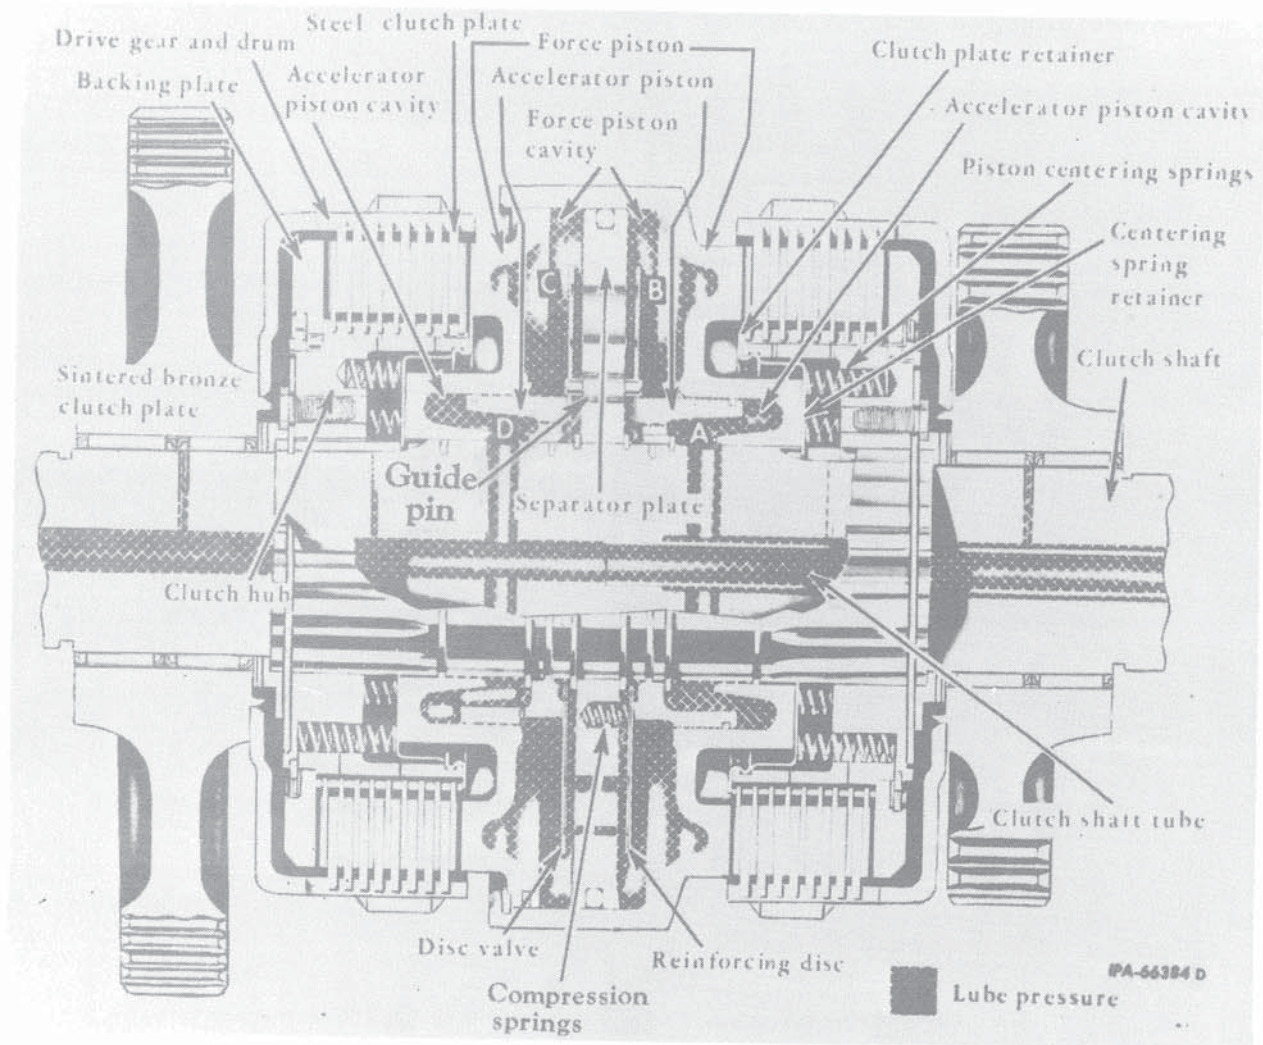 Steel clutch plate
Drive gear and drum
Force piston
Clutch plate retainer
Backing plate
Accelerator
piston cavity
Accelerator piston
Accelerator piston cavity
Force piston
cavity
Piston centering springs
Centering
spring
retainer
C
B
Clutch shaft
Sintered bronze
clutch plate
D
A
Guide
pin
Separator plate
Clutch hub
Clutch shaft tube
Disc valve
Reinforcing disc
Compression
springs
Lube pressure
IPA-66384 D